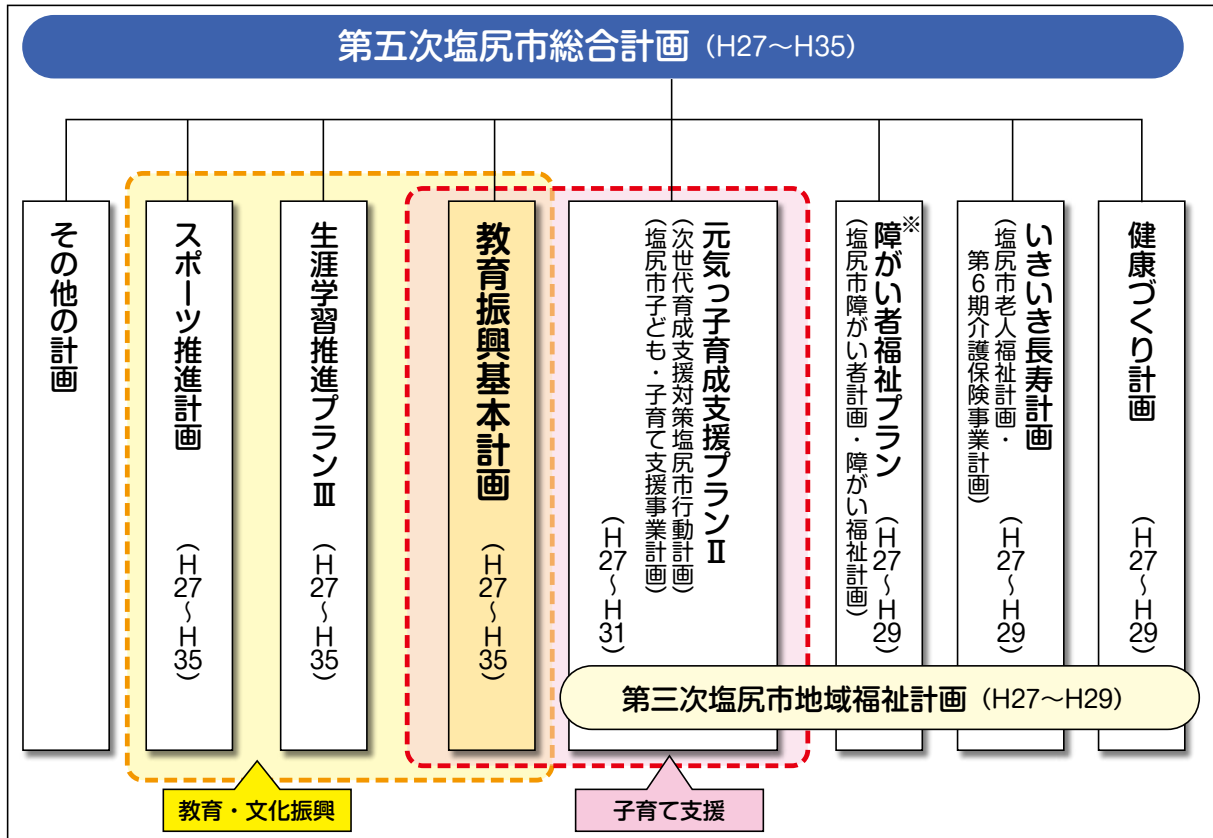 第五次塩尻市総合計画（H27～H35）
その他の計画
スポーツ推進計画（H27～H35）
生涯学習推進プランⅢ（H27～H35）
教育振興基本計画（H27～H35）
元気っ子育成支援プランⅡ
（次世代育成支援対策塩尻市行動計画）
（塩尻市子ども・子育て支援事業計画）
（H27～H31）
障がい者福祉プラン※（H27～H29）
（塩尻市障がい者計画・障がい福祉計画）
いきいき長寿計画（H27～H29）
（塩尻市老人福祉計画・
第6期介護保険事業計画）
健康づくり計画（H27～H29）
第三次塩尻市地域福祉計画（H27～H29）
教育・文化振興
子育て支援